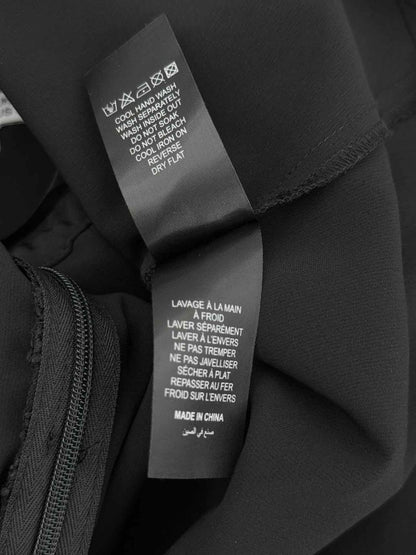 COOL HAND WASH
WASH SEPARATELY
WASH INSIDE OUT
DO NOT SOAK
DO NOT BLEACH
COOL IRON ON
REVERSE
DRY FLAT
LAVAGE À LA MAIN
À FROID
LAVER SÉPARÉMENT
LAVER À L'ENVERS
NE PAS TREMPER
NE PAS JAVELLISER
SÉCHER À PLAT
REPASSER AU FER
FROID SUR L'ENVERS
MADE IN CHINA
صنع في الصين